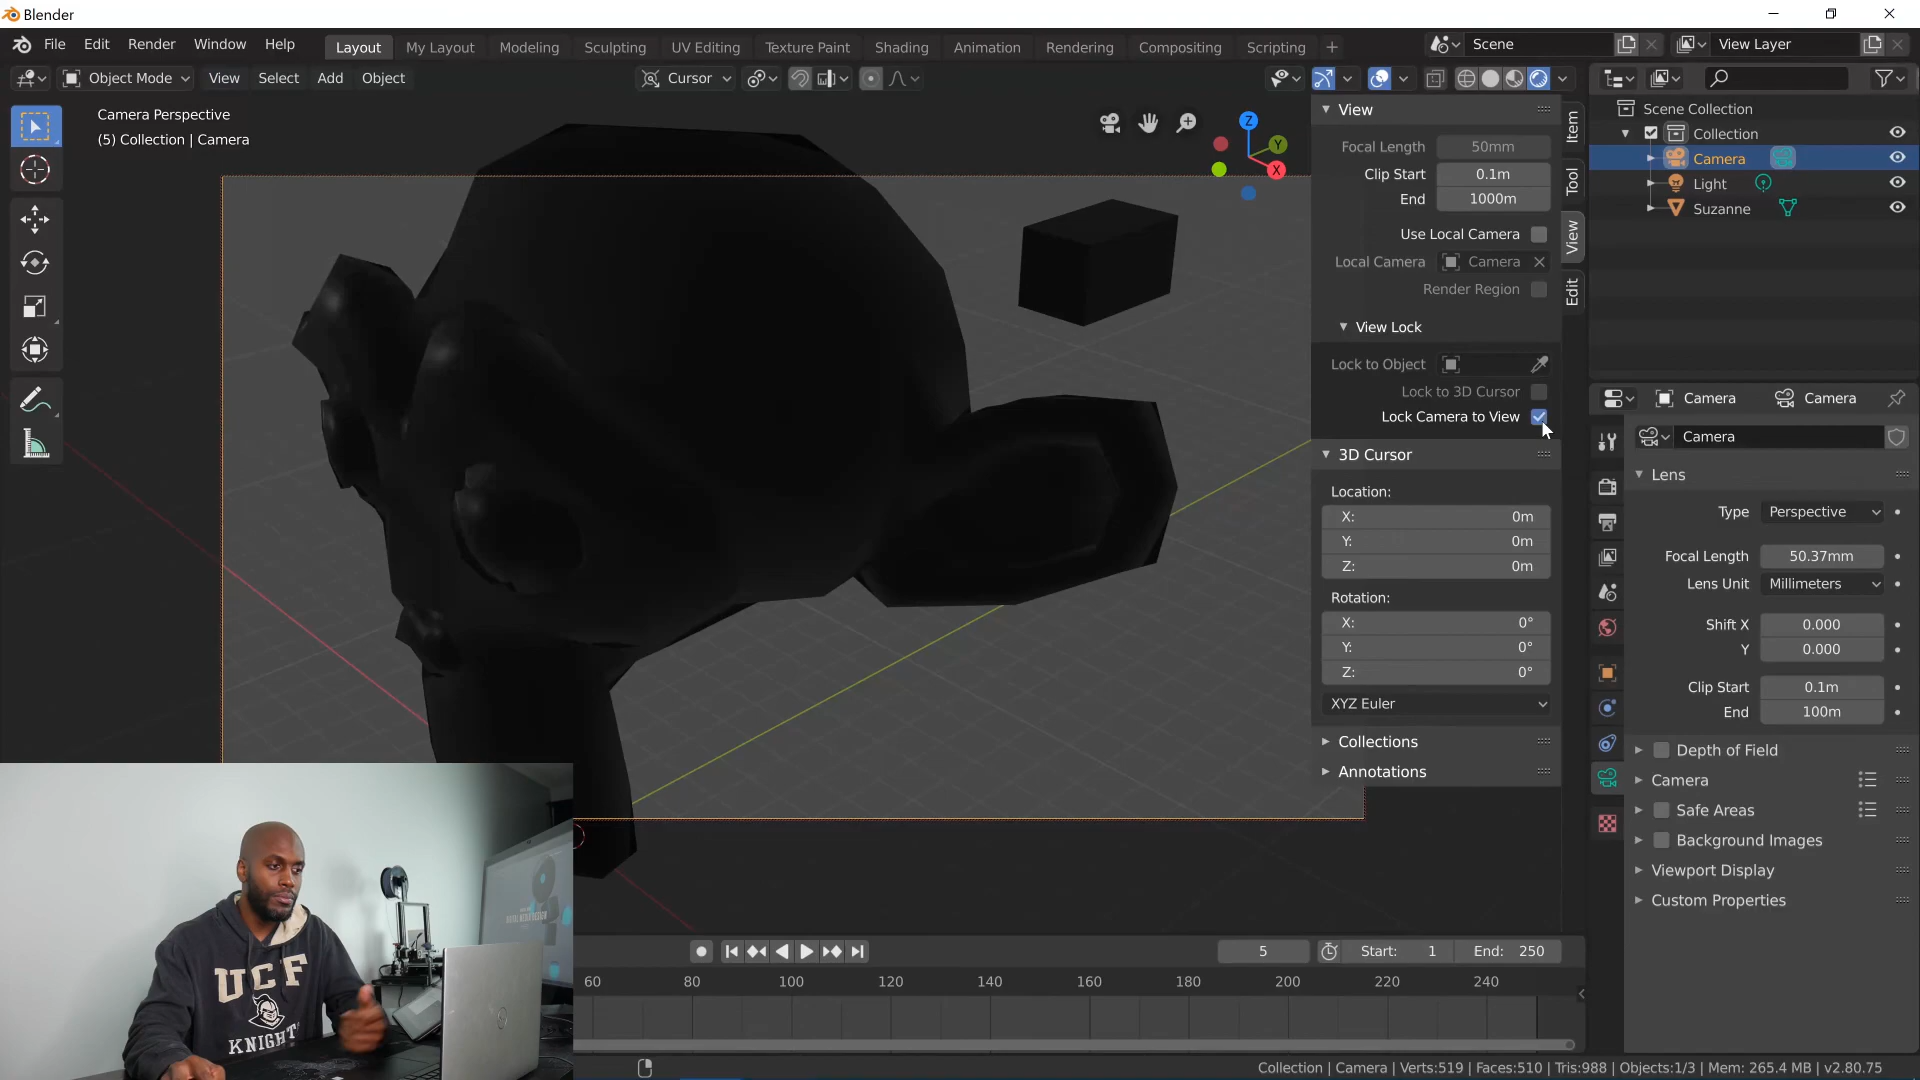 Blender
File Edit Render Window Help Layout My Layout Modeling Sculpting UV Editing Texture Paint Shading Animation Rendering Compositing Scripting + Scene View Layer
Object Mode View Select Add Object Cursor
Camera Perspective
(5) Collection | Camera
Z
Y
X
View
Focal Length 50mm
Clip Start 0.1m
End 1000m
Use Local Camera
Local Camera Camera
Render Region
View Lock
Lock to Object
Lock to 3D Cursor
Lock Camera to View
3D Cursor
Location:
X: 0m
Y: 0m
Z: 0m
Rotation:
X: 0°
Y: 0°
Z: 0°
XYZ Euler
Collections
Annotations
Item
Tool
View
Edit
Scene Collection
Collection
Camera
Light
Suzanne
Camera Camera
Camera
Lens
Type Perspective
Focal Length 50.37mm
Lens Unit Millimeters
Shift X 0.000
Y 0.000
Clip Start 0.1m
End 100m
Depth of Field
Camera
Safe Areas
Background Images
Viewport Display
Custom Properties
5 Start: 1 End: 250
60 80 100 120 140 160 180 200 220 240
UCF
KNIGHT
DIGITAL MEDIA DESIGN
Collection | Camera | Verts:519 | Faces:510 | Tris:988 | Objects:1/3 | Mem: 265.4 MB | v2.80.75